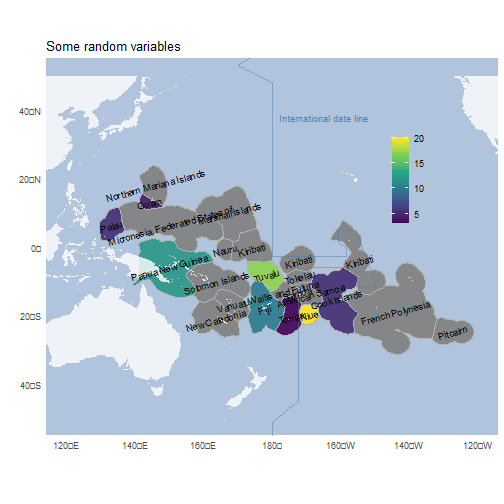 Some random variables
International date line
40□N
20□N
0□
20□S
40□S
20
15
10
5
Northern Mariana Islands
Guam
Palau
Micronesia, Federated States of
Marshall Islands
Nauru
Kiribati
Kiribati
Kiribati
Papua New Guinea
Solomon Islands
Tuvalu
Tokelau
Wallis and Futuna
American Samoa
Vanuatu
Fiji
Niue
Cook Islands
New Caledonia
French Polynesia
Pitcairn
120□E
140□E
160□E
180□
160□W
140□W
120□W